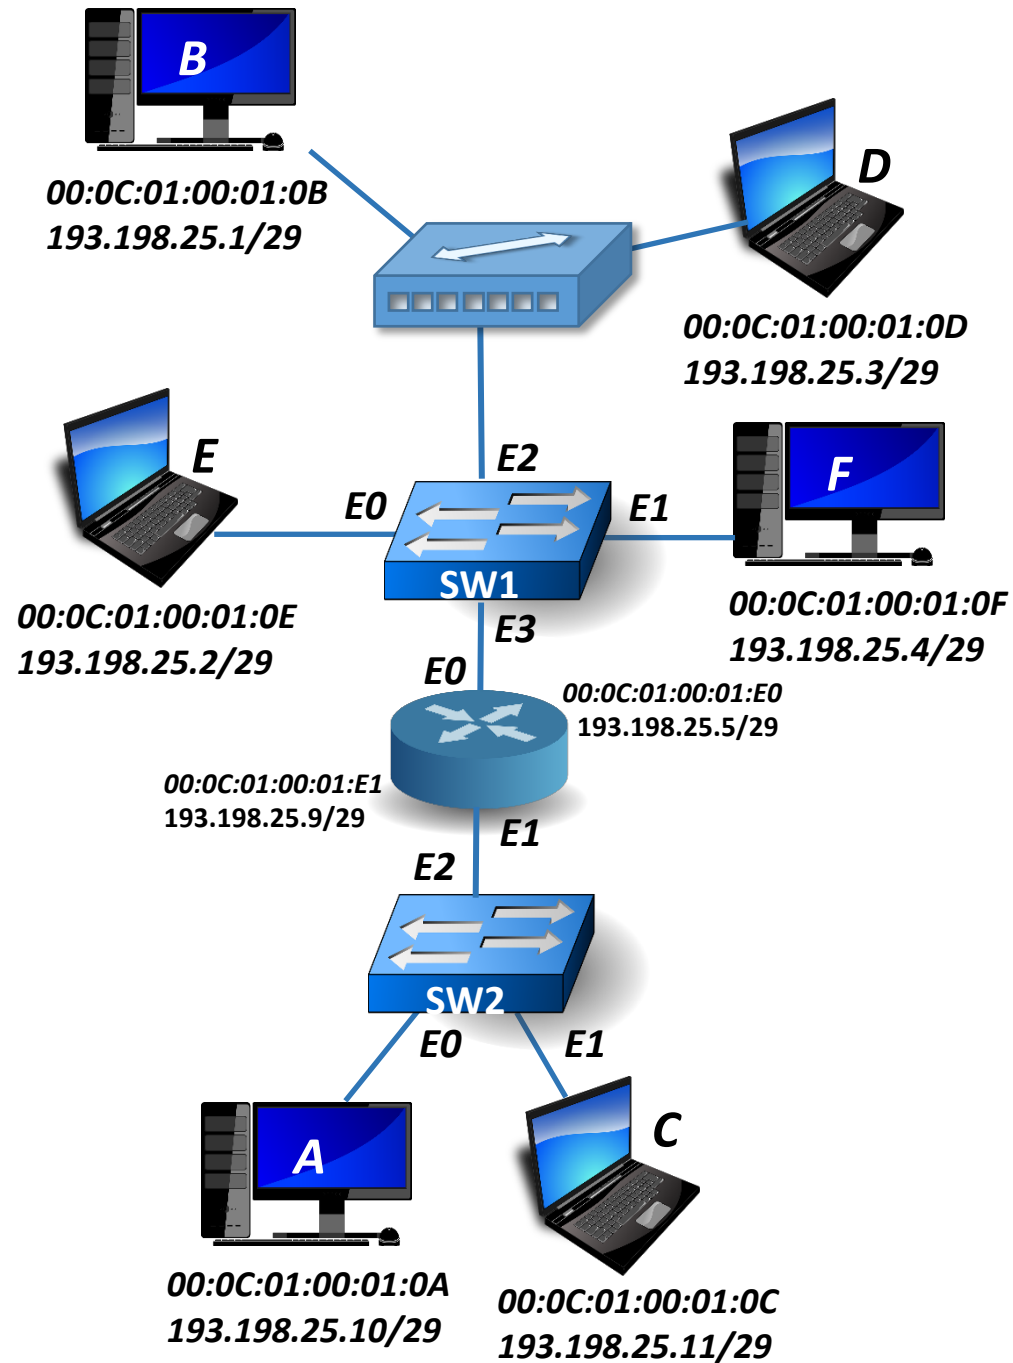 B
00:0C:01:00:01:0B
193.198.25.1/29
D
00:0C:01:00:01:0D
193.198.25.3/29
E
00:0C:01:00:01:0E
193.198.25.2/29
F
00:0C:01:00:01:0F
193.198.25.4/29
E2
E0
E1
SW1
E3
E0
00:0C:01:00:01:E0
193.198.25.5/29
00:0C:01:00:01:E1
193.198.25.9/29
E1
E2
SW2
E0
E1
A
00:0C:01:00:01:0A
193.198.25.10/29
C
00:0C:01:00:01:0C
193.198.25.11/29